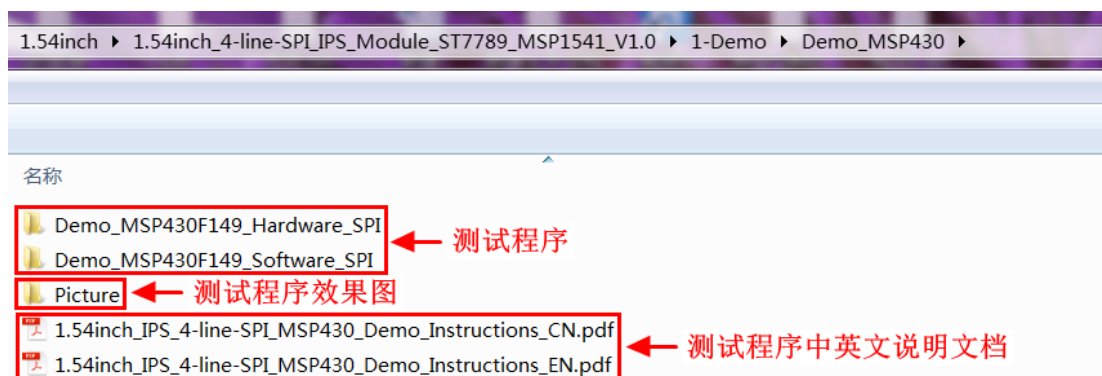 1.54inch ▸ 1.54inch_4-line-SPI_IPS_Module_ST7789_MSP1541_V1.0 ▸ 1-Demo ▸ Demo_MSP430 ▸
名称
Demo_MSP430F149_Hardware_SPI
测试程序
Demo_MSP430F149_Software_SPI
Picture 测试程序效果图
1.54inch_IPS_4-line-SPI_MSP430_Demo_Instructions_CN.pdf
测试程序中英文说明文档
1.54inch_IPS_4-line-SPI_MSP430_Demo_Instructions_EN.pdf